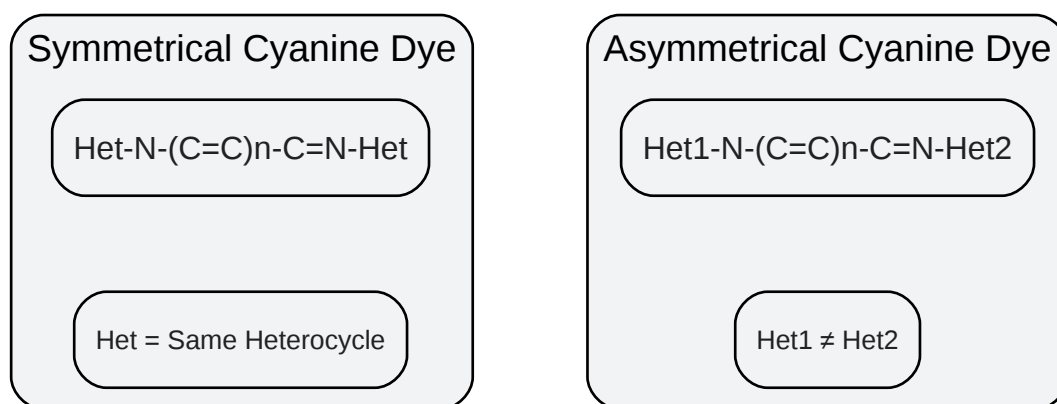 Symmetrical Cyanine Dye
Het-N-(C=C)n-C=N-Het
Het = Same Heterocycle
Asymmetrical Cyanine Dye
Het1-N-(C=C)n-C=N-Het2
Het1 ≠ Het2